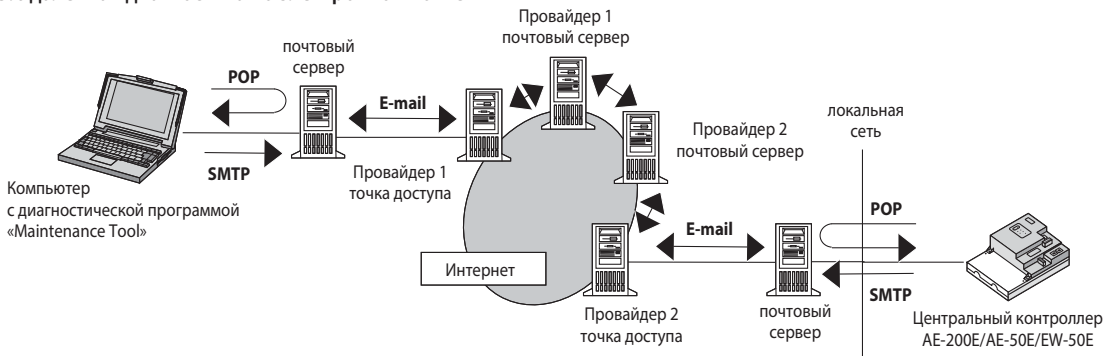 Провайдер 1
почтовый сервер
почтовый
сервер
POP
E-mail
SMTP
Провайдер 1
точка доступа
Компьютер
с диагностической программой
«Maintenance Tool»
Провайдер 2
почтовый сервер
локальная
сеть
Интернет
E-mail
POP
SMTP
Провайдер 2
точка доступа
почтовый
сервер
Центральный контроллер
AE-200E/AE-50E/EW-50E